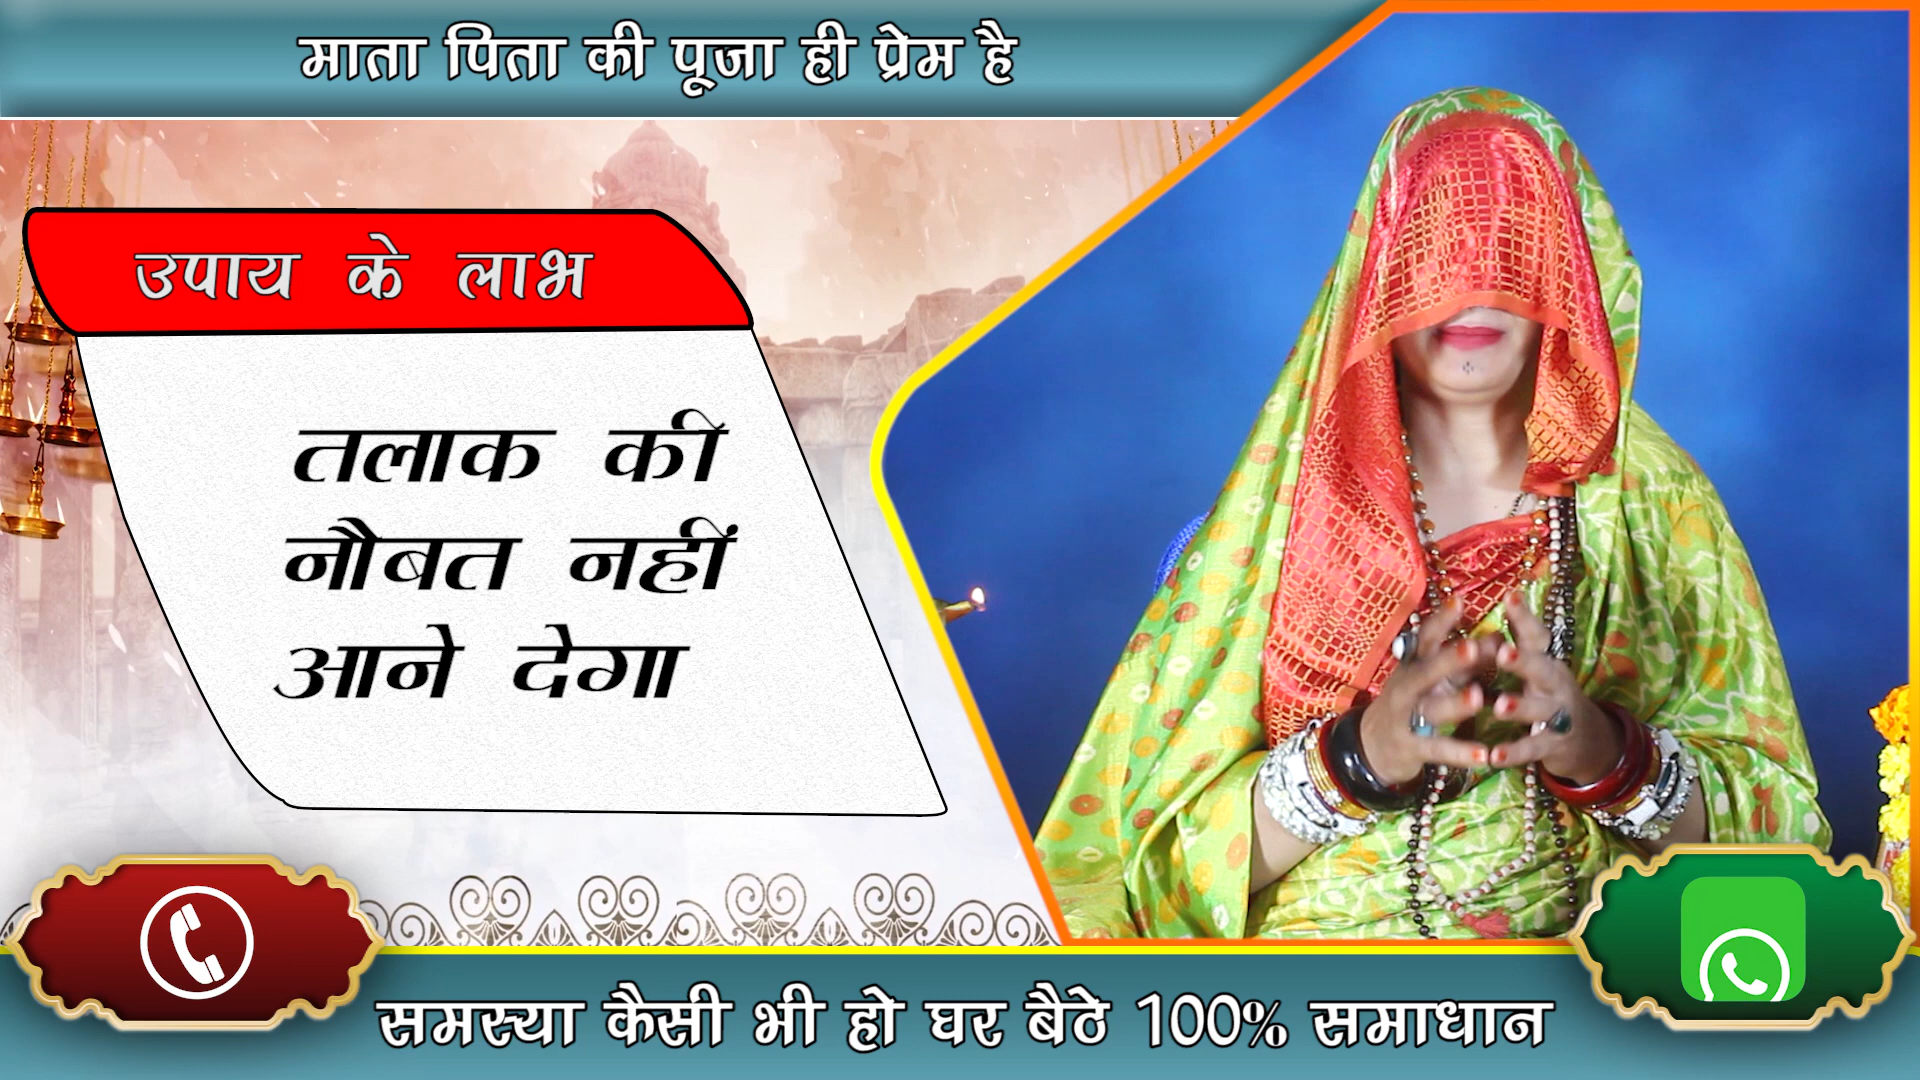 माता पिता की पूजा ही प्रेम है
उपाय के लाभ
तलाक की
नौबत नहीं
आने देगा
समस्या कैसी भी हो घर बैठे 100% समाधान